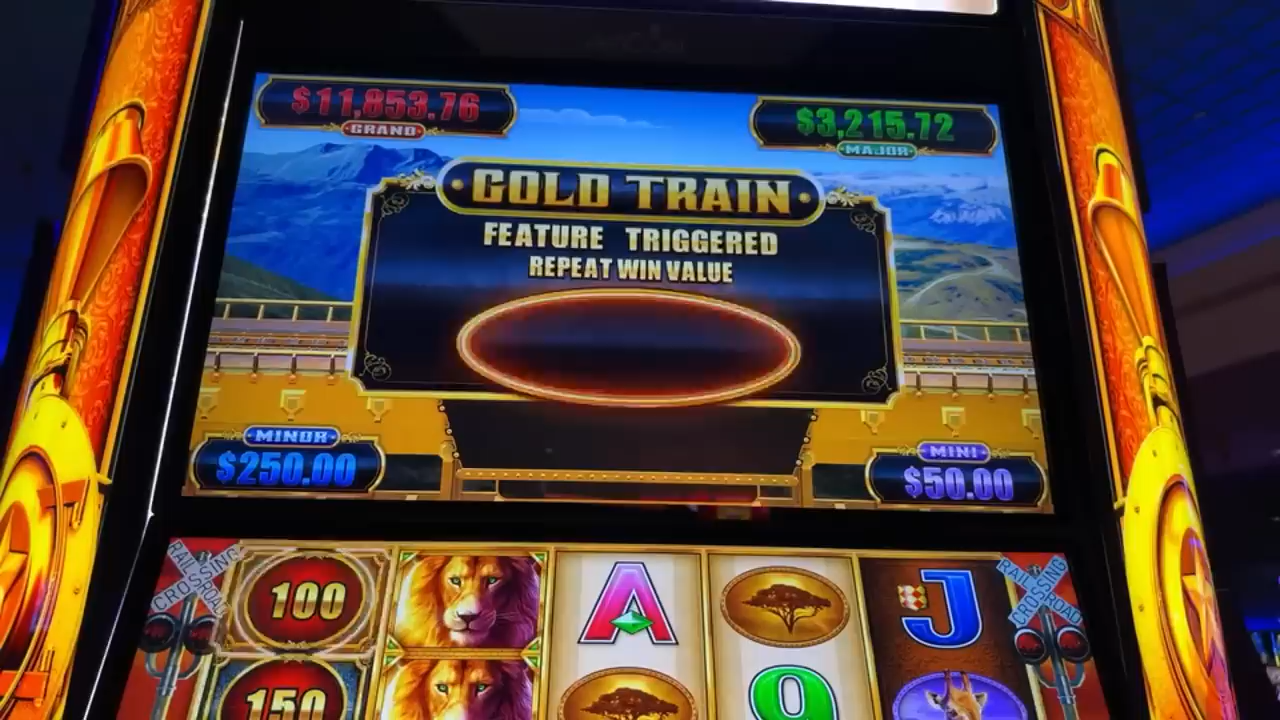 $11,853.76
GRAND
$3,215.72
MAJOR
GOLD TRAIN
FEATURE TRIGGERED
REPEAT WIN VALUE
MINOR
$250.00
MINI
$50.00
RAILROAD
CROSSING
100
A
J
RAILROAD
CROSSING
150
9